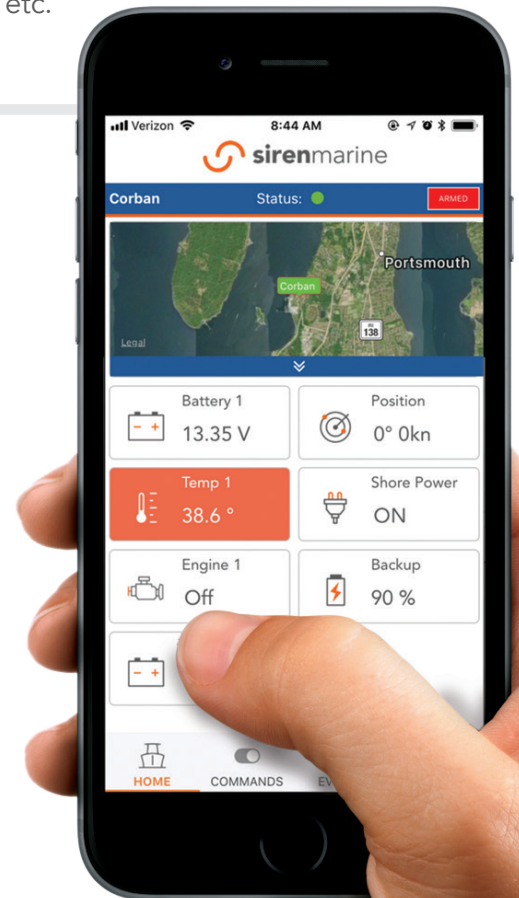 etc.
Verizon 8:44 AM
sirenmarine
Corban Status: ARMED
Portsmouth
Corban
RI
138
Legal
Battery 1 Position
- + 13.35 V 0° 0kn
Temp 1 Shore Power
38.6 ° ON
Engine 1 Backup
Off 90 %
- +
HOME COMMANDS